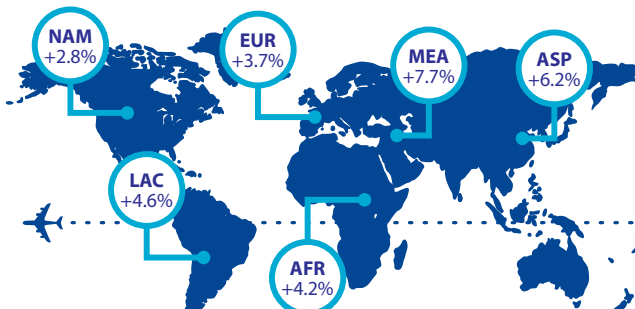 NAM
+2.8%
EUR
+3.7%
MEA
+7.7%
ASP
+6.2%
LAC
+4.6%
AFR
+4.2%